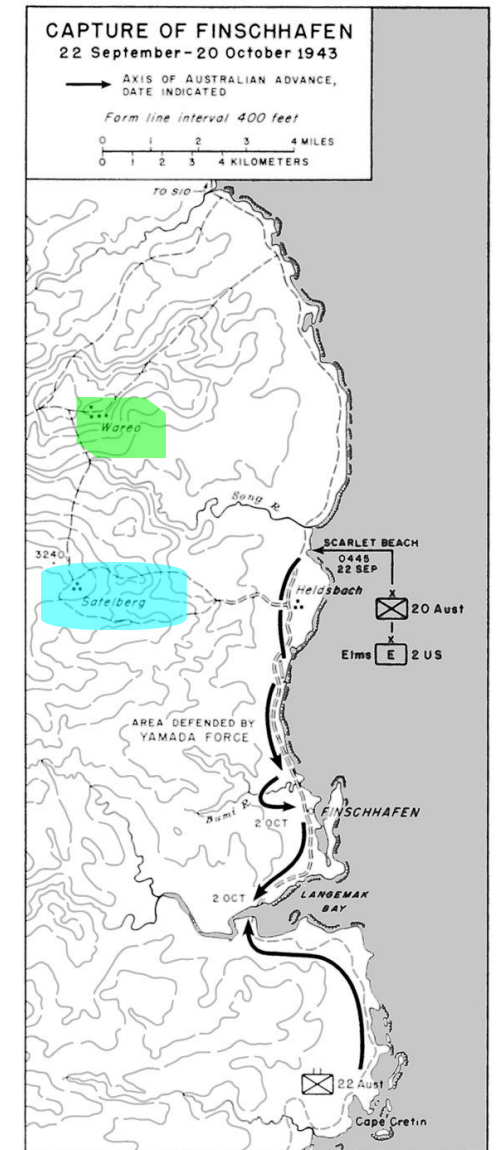 CAPTURE OF FINSCHHAFEN
22 September-20 October 1943
AXIS OF AUSTRALIAN ADVANCE,
DATE INDICATED
Form line interval 400 feet
0 1 2 3 4 MILES
0 1 2 3 4 KILOMETERS
TO SIO
Wareo
Song R.
SCARLET BEACH
0445
22 SEP
3240
Heldsbach
Satelberg
X
20 Aust
X
Elms E 2 US
AREA DEFENDED BY
YAMADA FORCE
Bumi R.
FINSCHHAFEN
2 OCT
2 OCT
LANGEMAK
BAY
22 Aust
Cape Cretin